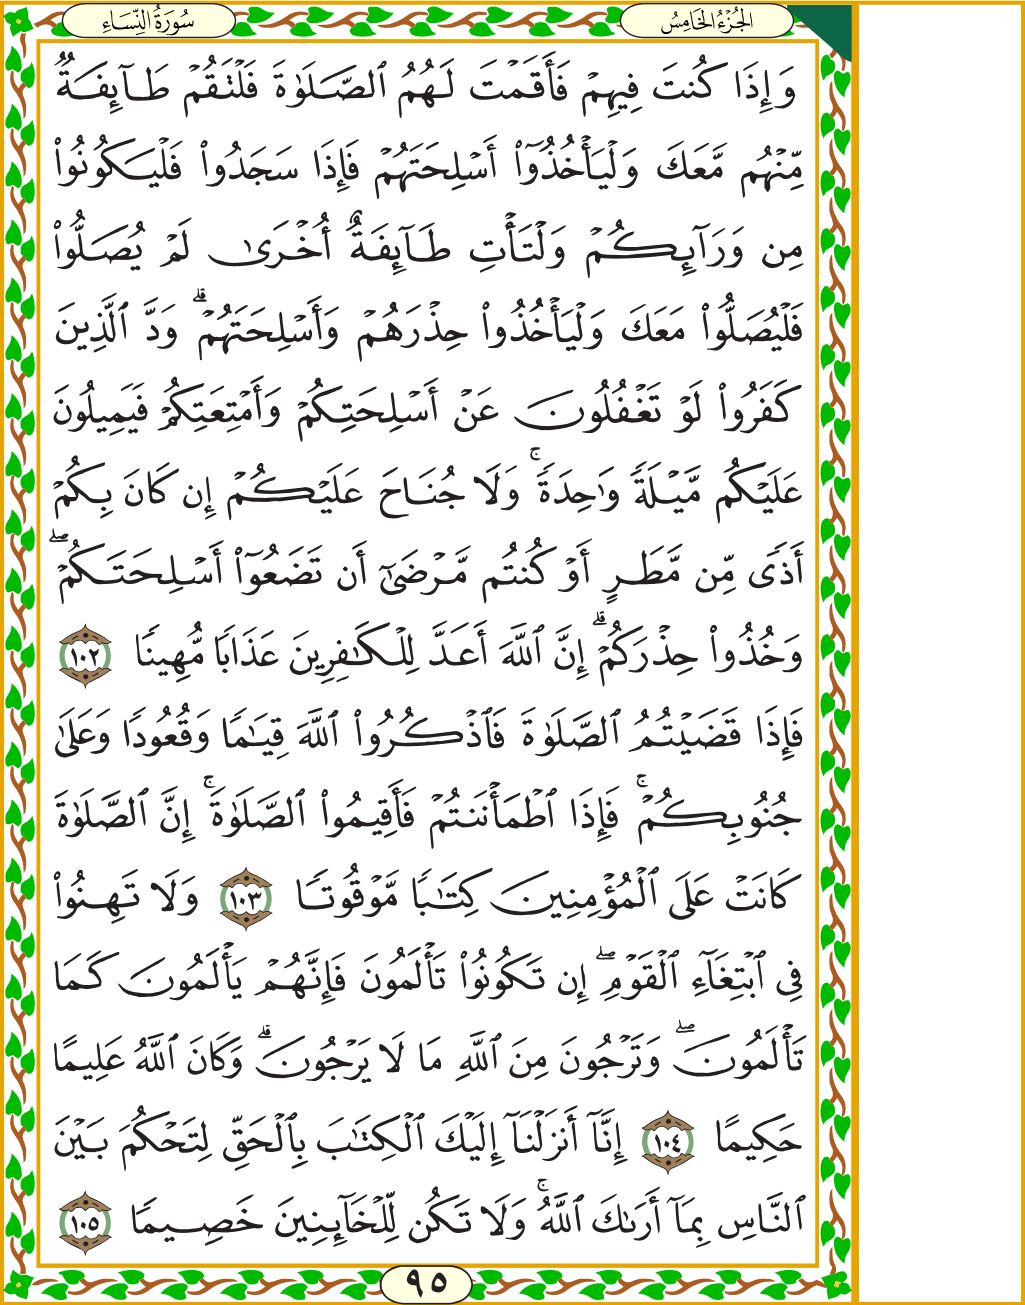 سُورَةُ النِّسَاءِ
الجُزْءُ الخَامِسُ
وَإِذَا كُنتَ فِيهِمْ فَأَقَمْتَ لَهُمُ ٱلصَّلَوٰةَ فَلْتَقُمْ طَآئِفَةٌ
مِّنْهُم مَّعَكَ وَلْيَأْخُذُوٓا۟ أَسْلِحَتَهُمْ فَإِذَا سَجَدُوا۟ فَلْيَكُونُوا۟
مِن وَرَآئِكُمْ وَلْتَأْتِ طَآئِفَةٌ أُخْرَىٰ لَمْ يُصَلُّوا۟
فَلْيُصَلُّوا۟ مَعَكَ وَلْيَأْخُذُوا۟ حِذْرَهُمْ وَأَسْلِحَتَهُمْ ۗ وَدَّ ٱلَّذِينَ
كَفَرُوا۟ لَوْ تَغْفُلُونَ عَنْ أَسْلِحَتِكُمْ وَأَمْتِعَتِكُمْ فَيَمِيلُونَ
عَلَيْكُم مَّيْلَةً وَٰحِدَةً ۚ وَلَا جُنَاحَ عَلَيْكُمْ إِن كَانَ بِكُمْ
أَذًى مِّن مَّطَرٍ أَوْ كُنتُم مَّرْضَىٰٓ أَن تَضَعُوٓا۟ أَسْلِحَتَكُمْ ۖ
وَخُذُوا۟ حِذْرَكُمْ ۗ إِنَّ ٱللَّهَ أَعَدَّ لِلْكَـٰفِرِينَ عَذَابًا مُّهِينًا ١٠٢
فَإِذَا قَضَيْتُمُ ٱلصَّلَوٰةَ فَٱذْكُرُوا۟ ٱللَّهَ قِيَـٰمًا وَقُعُودًا وَعَلَىٰ
جُنُوبِكُمْ ۚ فَإِذَا ٱطْمَأْنَنتُمْ فَأَقِيمُوا۟ ٱلصَّلَوٰةَ ۚ إِنَّ ٱلصَّلَوٰةَ
كَانَتْ عَلَى ٱلْمُؤْمِنِينَ كِتَـٰبًا مَّوْقُوتًا ١٠٣ وَلَا تَهِنُوا۟
فِى ٱبْتِغَآءِ ٱلْقَوْمِ ۖ إِن تَكُونُوا۟ تَأْلَمُونَ فَإِنَّهُمْ يَأْلَمُونَ كَمَا
تَأْلَمُونَ ۖ وَتَرْجُونَ مِنَ ٱللَّهِ مَا لَا يَرْجُونَ ۗ وَكَانَ ٱللَّهُ عَلِيمًا
حَكِيمًا ١٠٤ إِنَّآ أَنزَلْنَآ إِلَيْكَ ٱلْكِتَـٰبَ بِٱلْحَقِّ لِتَحْكُمَ بَيْنَ
ٱلنَّاسِ بِمَآ أَرَىٰكَ ٱللَّهُ ۚ وَلَا تَكُن لِّلْخَآئِنِينَ خَصِيمًا ١٠٥
٩٥